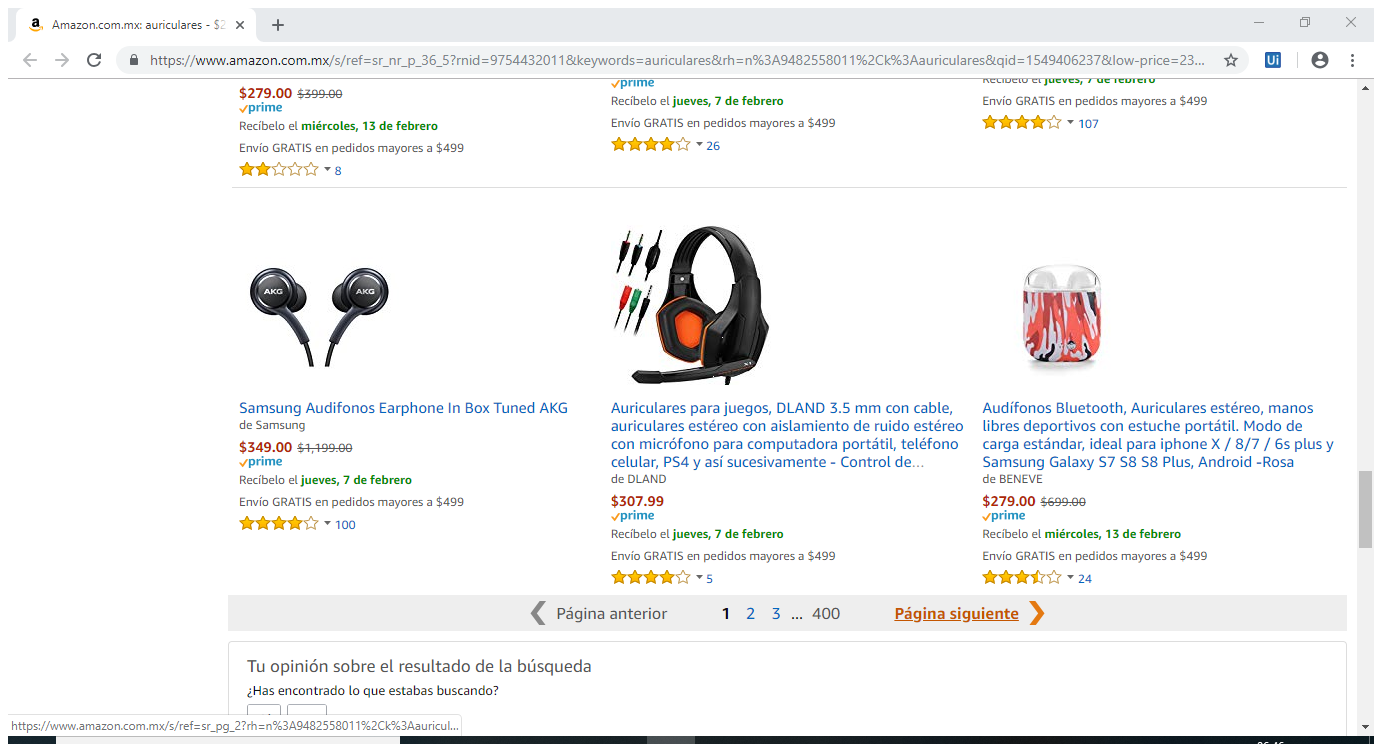 Amazon.com.mx: auriculares - $2
https://www.amazon.com.mx/s/ref=sr_nr_p_36_5?rnid=9754432011&keywords=auriculares&rh=n%3A9482558011%2Ck%3Aauriculares&qid=1549406237&low-price=23...
$279.00 $399.00
prime
Recíbelo el miércoles, 13 de febrero
Envío GRATIS en pedidos mayores a $499
8
prime
Recíbelo el jueves, 7 de febrero
Envío GRATIS en pedidos mayores a $499
26
Recíbelo el jueves, 7 de febrero
Envío GRATIS en pedidos mayores a $499
107
AKG AKG
Samsung Audifonos Earphone In Box Tuned AKG
de Samsung
$349.00 $1,199.00
prime
Recíbelo el jueves, 7 de febrero
Envío GRATIS en pedidos mayores a $499
100
Auriculares para juegos, DLAND 3.5 mm con cable,
auriculares estéreo con aislamiento de ruido estéreo
con micrófono para computadora portátil, teléfono
celular, PS4 y así sucesivamente - Control de...
de DLAND
$307.99
prime
Recíbelo el jueves, 7 de febrero
Envío GRATIS en pedidos mayores a $499
5
Audífonos Bluetooth, Auriculares estéreo, manos
libres deportivos con estuche portátil. Modo de
carga estándar, ideal para iphone X / 8/7 / 6s plus y
Samsung Galaxy S7 S8 S8 Plus, Android -Rosa
de BENEVE
$279.00 $699.00
prime
Recíbelo el miércoles, 13 de febrero
Envío GRATIS en pedidos mayores a $499
24
Página anterior 1 2 3 ... 400 Página siguiente
Tu opinión sobre el resultado de la búsqueda
¿Has encontrado lo que estabas buscando?
https://www.amazon.com.mx/s/ref=sr_pg_2?rh=n%3A9482558011%2Ck%3Aauricul...